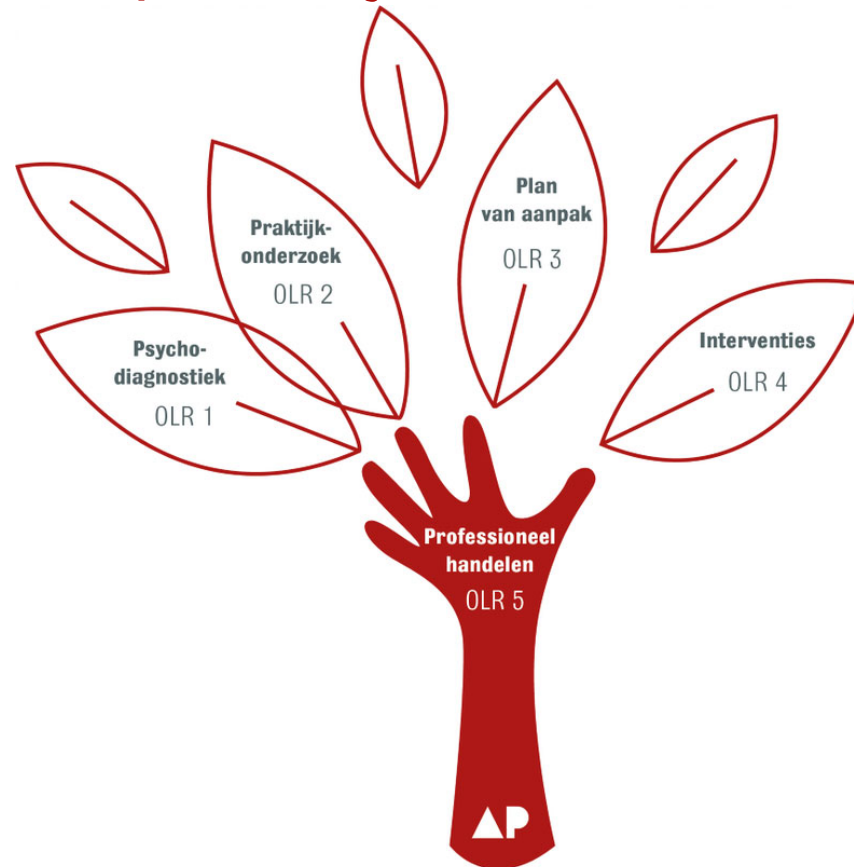 Psycho-
diagnostiek
OLR 1
Praktijk-
onderzoek
OLR 2
Plan
van aanpak
OLR 3
Interventies
OLR 4
Professioneel
handelen
OLR 5
AP